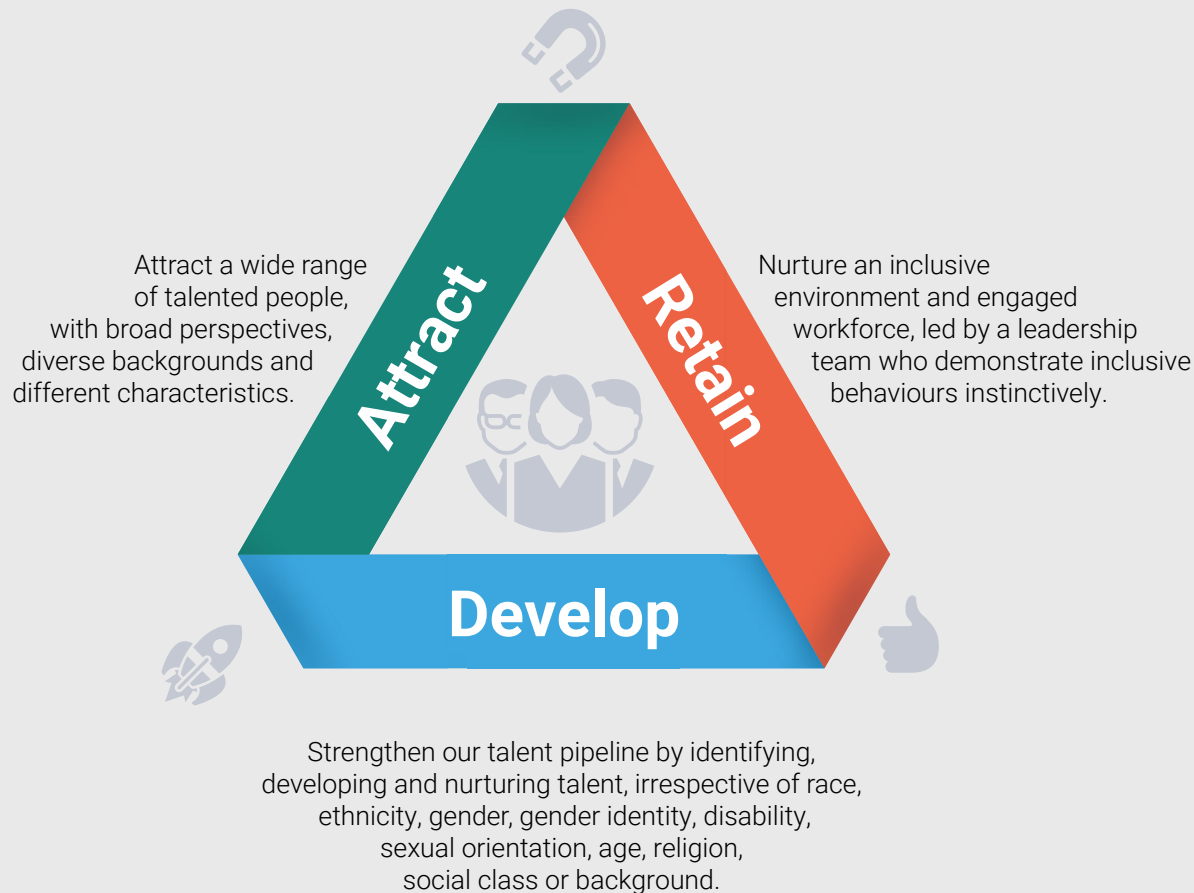 Attract a wide range
of talented people,
with broad perspectives,
diverse backgrounds and
different characteristics.
Attract
Retain
Nurture an inclusive
environment and engaged
workforce, led by a leadership
team who demonstrate inclusive
behaviours instinctively.
Develop
Strengthen our talent pipeline by identifying,
developing and nurturing talent, irrespective of race,
ethnicity, gender, gender identity, disability,
sexual orientation, age, religion,
social class or background.